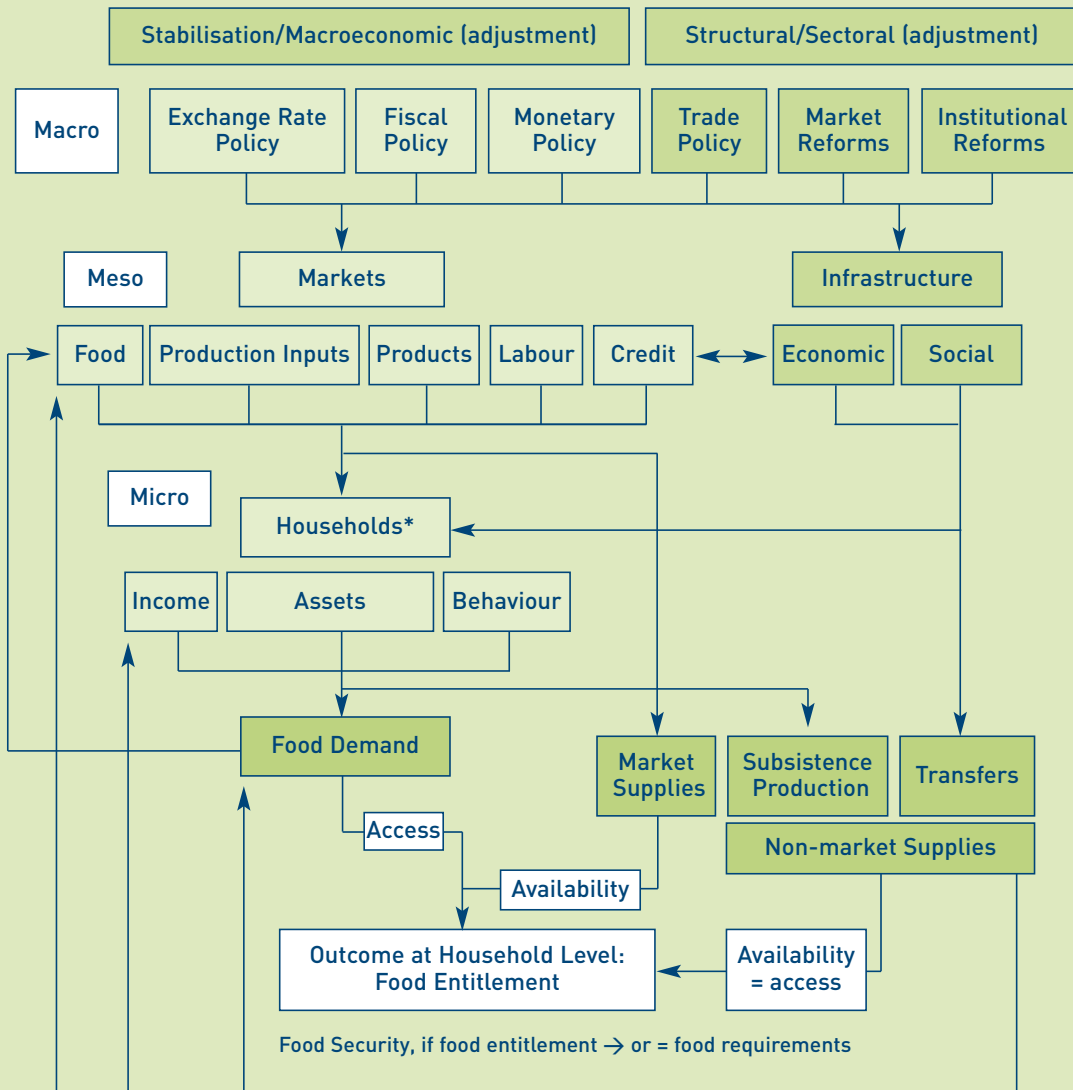 Stabilisation/Macroeconomic (adjustment)
Structural/Sectoral (adjustment)
Macro
Exchange Rate
Policy
Fiscal
Policy
Monetary
Policy
Trade
Policy
Market
Reforms
Institutional
Reforms
Meso
Markets
Infrastructure
Food
Production Inputs
Products
Labour
Credit
Economic
Social
Micro
Households*
Income
Assets
Behaviour
Food Demand
Market
Supplies
Subsistence
Production
Transfers
Non-market Supplies
Access
Availability
Outcome at Household Level:
Food Entitlement
Availability
= access
Food Security, if food entitlement → or = food requirements